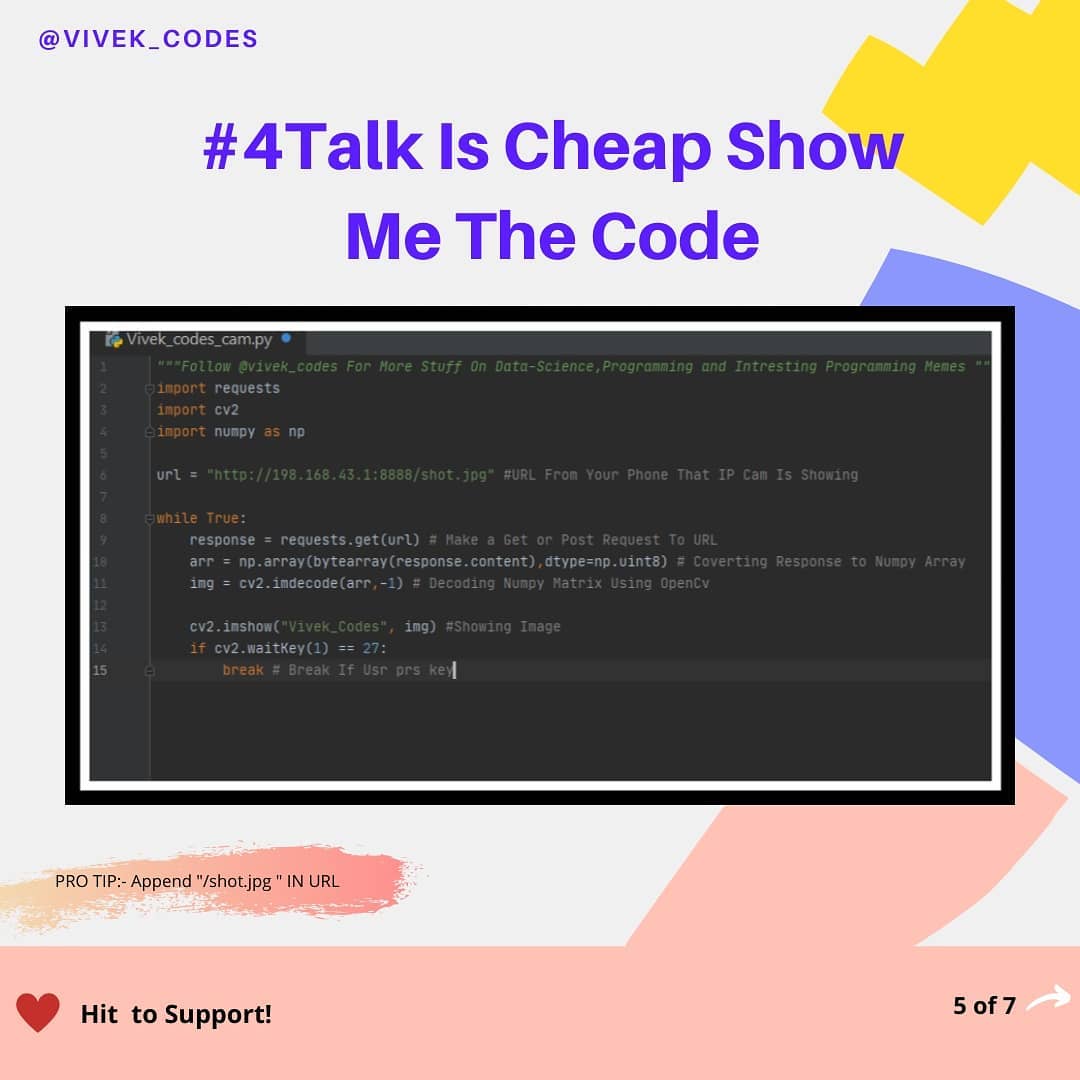 @VIVEK_CODES
#4Talk Is Cheap Show
Me The Code
Vivek_codes_cam.py
1 """Follow @vivek_codes For More Stuff On Data-Science,Programming and Intresting Programming Memes ""
2 import requests
3 import cv2
4 import numpy as np
5
6 url = "http://198.168.43.1:8888/shot.jpg" #URL From Your Phone That IP Cam Is Showing
7
8 while True:
9 response = requests.get(url) # Make a Get or Post Request To URL
10 arr = np.array(bytearray(response.content),dtype=np.uint8) # Coverting Response to Numpy Array
11 img = cv2.imdecode(arr,-1) # Decoding Numpy Matrix Using OpenCv
12
13 cv2.imshow("Vivek_Codes", img) #Showing Image
14 if cv2.waitKey(1) == 27:
15 break # Break If Usr prs key
PRO TIP:- Append "/shot.jpg " IN URL
Hit to Support!
5 of 7